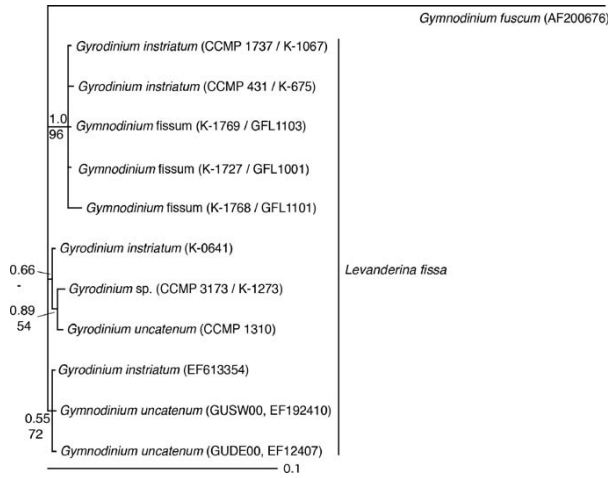 Gymnodinium fuscum (AF200676)
Gyrodinium instriatum (CCMP 1737 / K-1067)
Gyrodinium instriatum (CCMP 431 / K-675)
1.0
96
Gymnodinium fissum (K-1769 / GFL1103)
Gymnodinium fissum (K-1727 / GFL1001)
Gymnodinium fissum (K-1768 / GFL1101)
Gyrodinium instriatum (K-0641)
0.66
-
Levanderina fissa
Gyrodinium sp. (CCMP 3173 / K-1273)
0.89
54
Gyrodinium uncatenum (CCMP 1310)
Gyrodinium instriatum (EF613354)
Gymnodinium uncatenum (GUSW00, EF192410)
0.55
72
Gymnodinium uncatenum (GUDE00, EF12407)
0.1